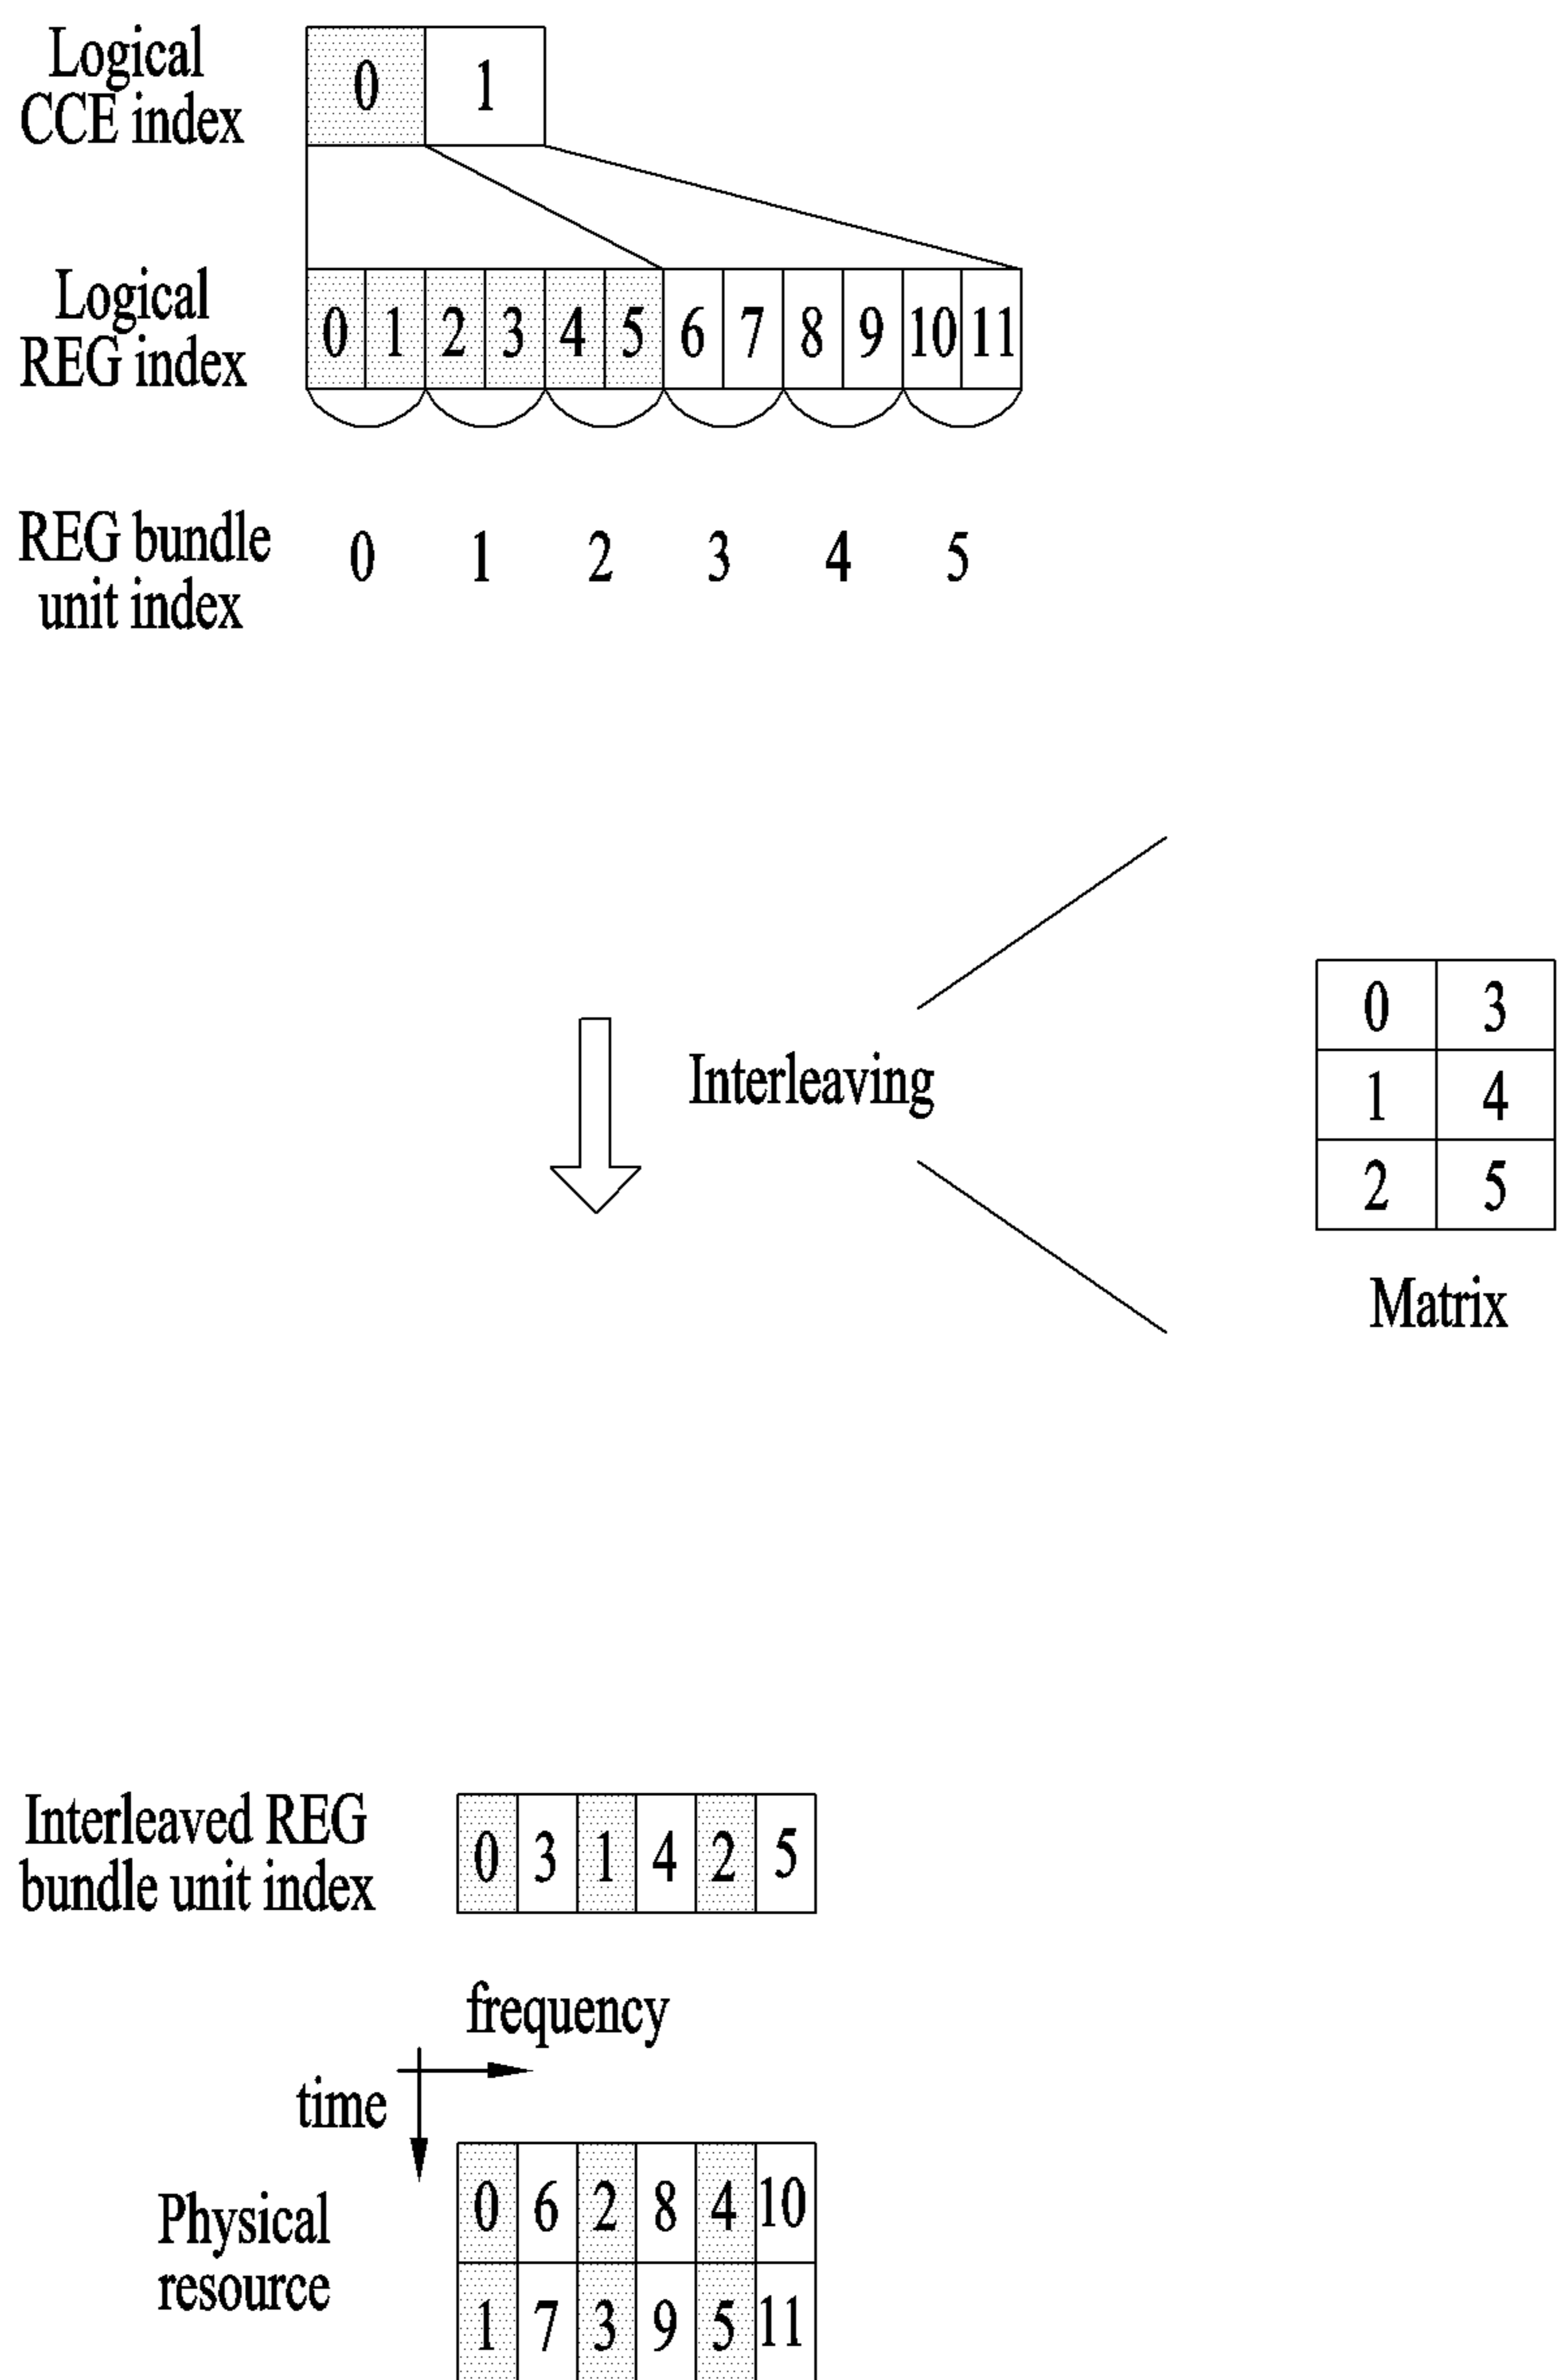 Logical
CCE index
0 1
Logical
REG index
0 1 2 3 4 5 6 7 8 9 10 11
REG bundle
unit index
0 1 2 3 4 5
Interleaving
0 3
1 4
2 5
Matrix
Interleaved REG
bundle unit index
0 3 1 4 2 5
frequency
time
Physical
resource
0 6 2 8 4 10
1 7 3 9 5 11